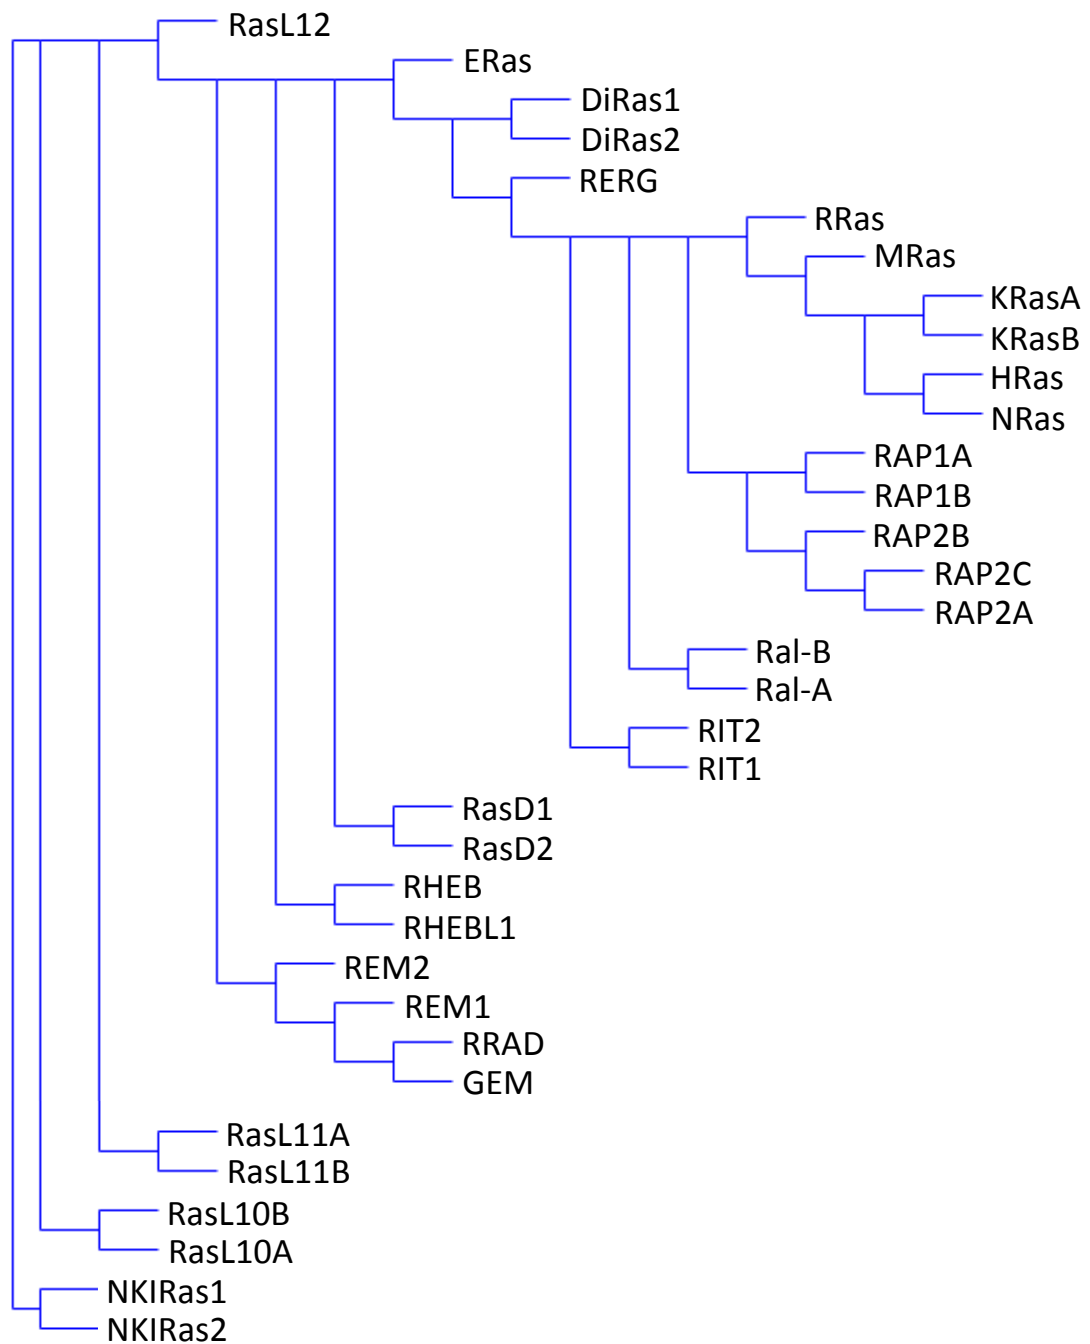 RasL12
ERas
DiRas1
DiRas2
RERG
RRas
MRas
KRasA
KRasB
HRas
NRas
RAP1A
RAP1B
RAP2B
RAP2C
RAP2A
Ral-B
Ral-A
RIT2
RIT1
RasD1
RasD2
RHEB
RHEBL1
REM2
REM1
RRAD
GEM
RasL11A
RasL11B
RasL10B
RasL10A
NKIRas1
NKIRas2